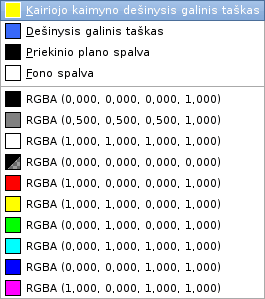 Kairiojo kaimyno dešinysis galinis taškas
Dešinysis galinis taškas
Priekinio plano spalva
Fono spalva
RGBA (0,000, 0,000, 0,000, 1,000)
RGBA (0,500, 0,500, 0,500, 1,000)
RGBA (1,000, 1,000, 1,000, 1,000)
RGBA (0,000, 0,000, 0,000, 0,000)
RGBA (1,000, 0,000, 0,000, 1,000)
RGBA (1,000, 1,000, 0,000, 1,000)
RGBA (0,000, 1,000, 0,000, 1,000)
RGBA (0,000, 1,000, 1,000, 1,000)
RGBA (0,000, 0,000, 1,000, 1,000)
RGBA (1,000, 0,000, 1,000, 1,000)